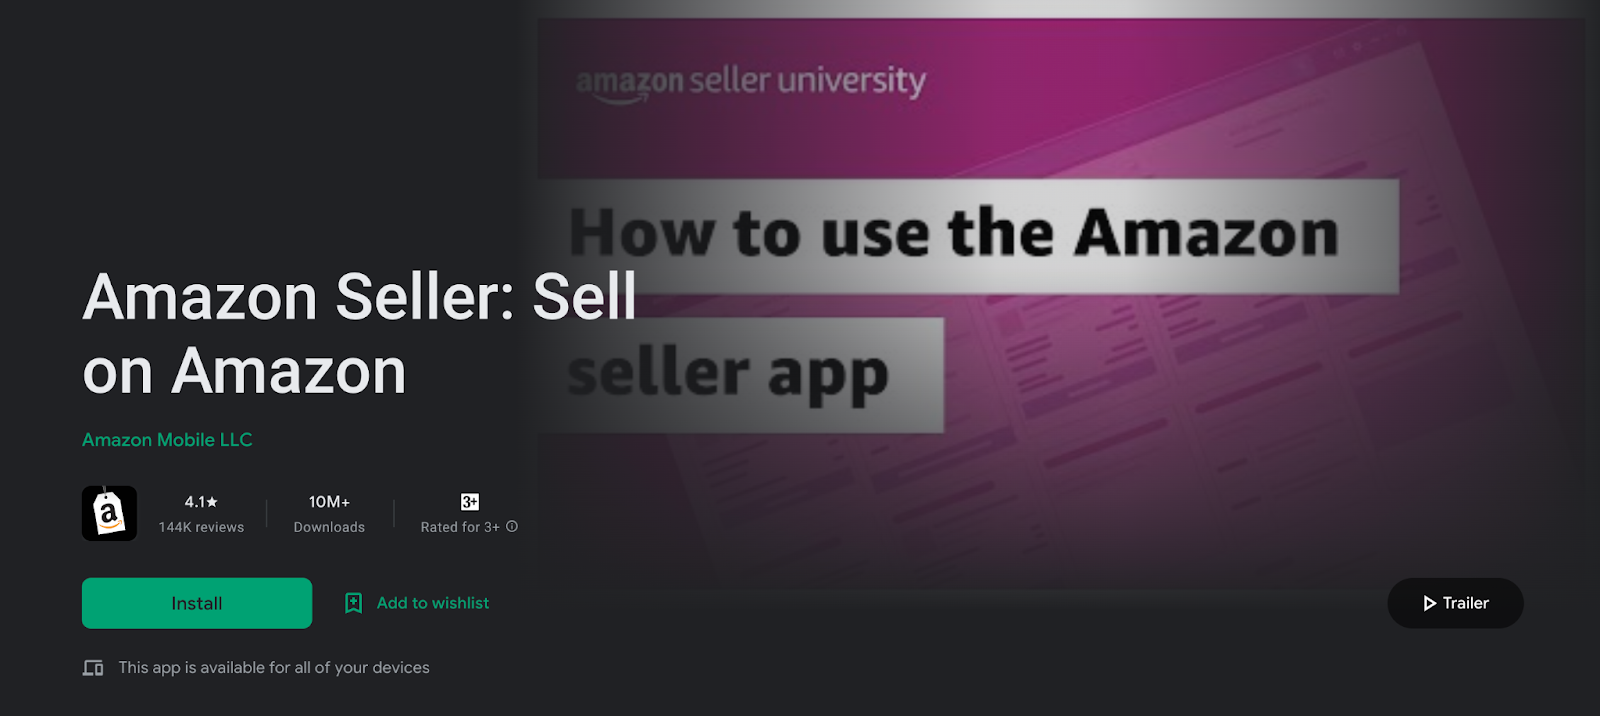 amazon seller university
How to use the Amazon
seller app
Amazon Seller: Sell
on Amazon
Amazon Mobile LLC
a
4.1★
144K reviews
10M+
Downloads
3+
Rated for 3+
Install
Add to wishlist
Trailer
This app is available for all of your devices